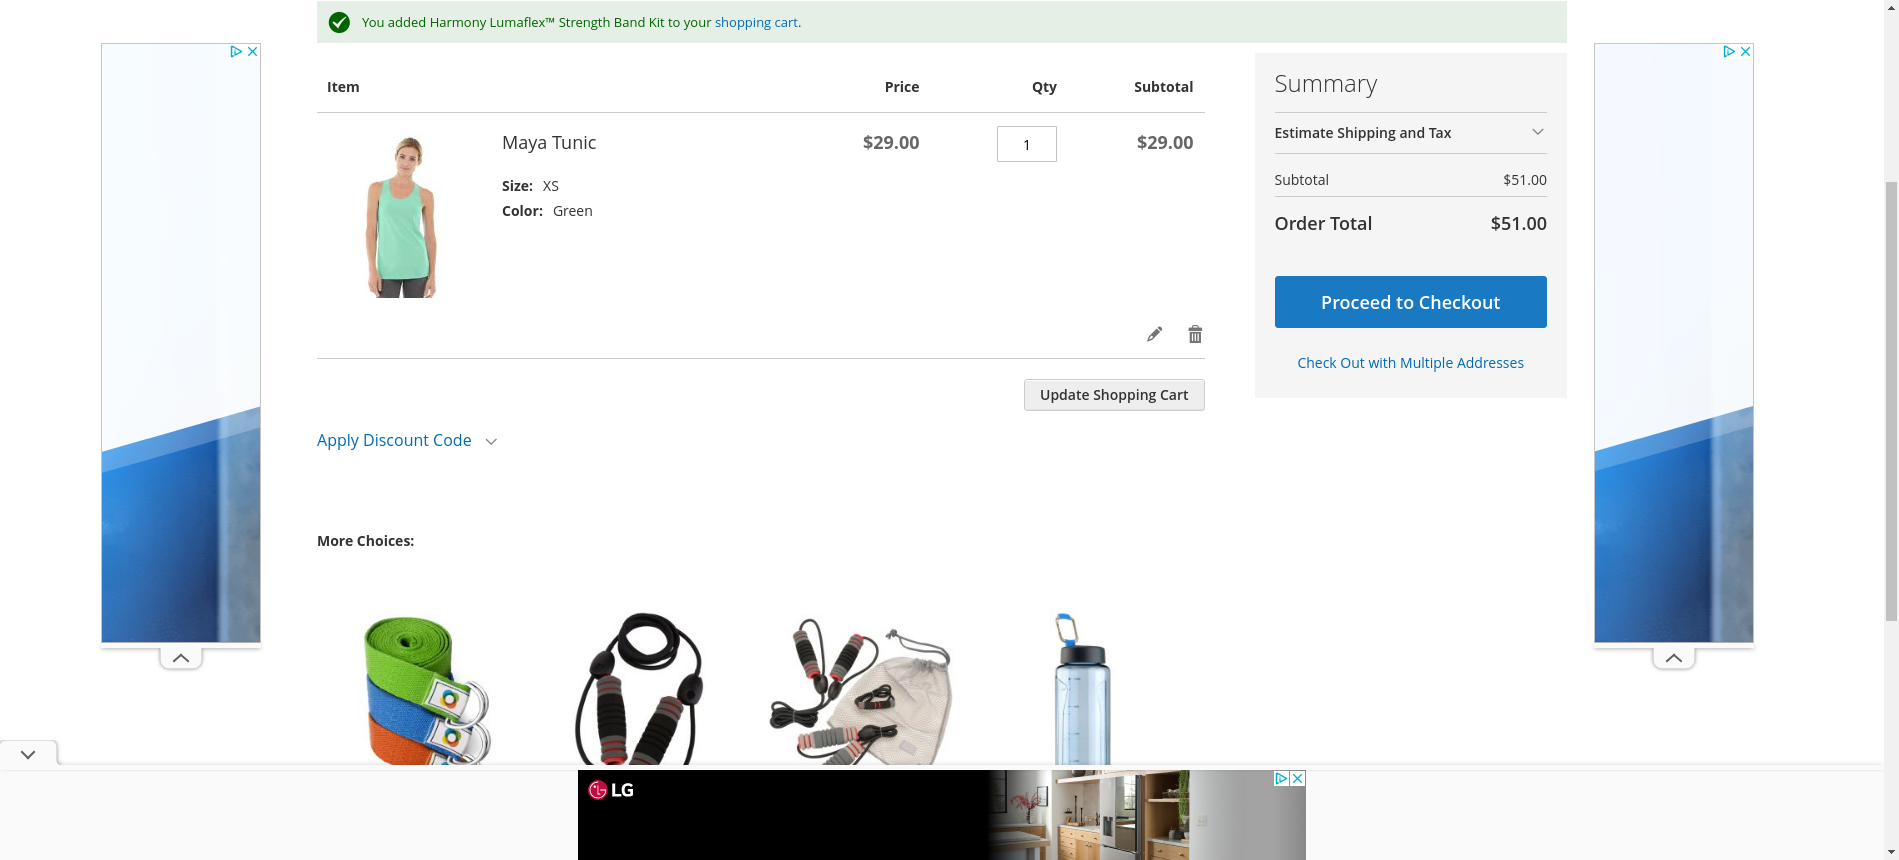 You added Harmony Lumaflex™ Strength Band Kit to your shopping cart.
Item Price Qty Subtotal
Maya Tunic $29.00 1 $29.00
Size: XS
Color: Green
Update Shopping Cart
Apply Discount Code
Summary
Estimate Shipping and Tax
Subtotal $51.00
Order Total $51.00
Proceed to Checkout
Check Out with Multiple Addresses
More Choices:
LG